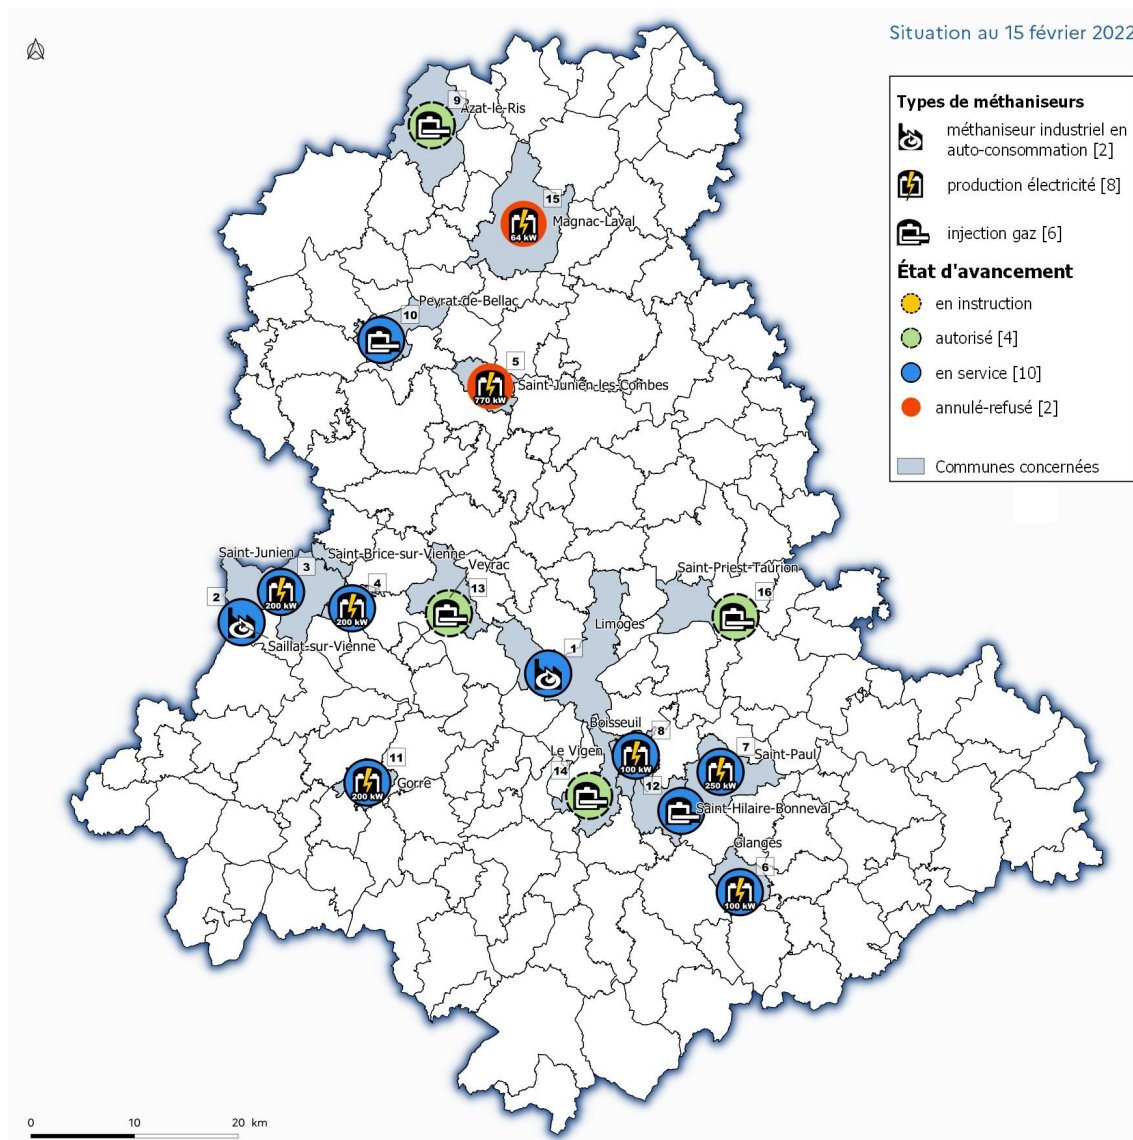 Situation au 15 février 2022
Types de méthaniseurs
méthaniseur industriel en
auto-consommation [2]
production électricité [8]
injection gaz [6]
État d'avancement
en instruction
autorisé [4]
en service [10]
annulé-refusé [2]
Communes concernées
9
Azat-le-Ris
15
Magnac-Laval
64 kW
Peyrat-de-Bellac
10
5
Saint-Junien-les-Combes
770 kW
Saint-Junien
3
Saint-Brice-sur-Vienne
Veyrac
Saint-Priest-Taurion
2
200 kW
4
200 kW
13
16
Limoges
Saillat-sur-Vienne
1
Boisseuil
8
Le Vigen
7
Saint-Paul
11
Gorre
200 kW
14
100 kW
12
250 kW
Saint-Hilaire-Bonneval
Glanges
6
100 kW
0 10 20 km